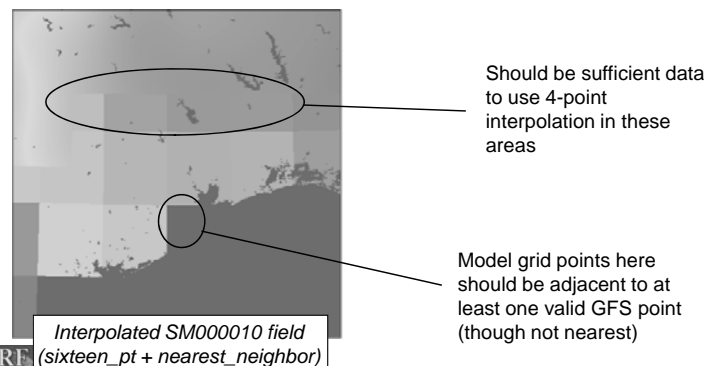 Should be sufficient data
to use 4-point
interpolation in these
areas
Model grid points here
should be adjacent to at
least one valid GFS point
(though not nearest)
Interpolated SM000010 field
(sixteen_pt + nearest_neighbor)